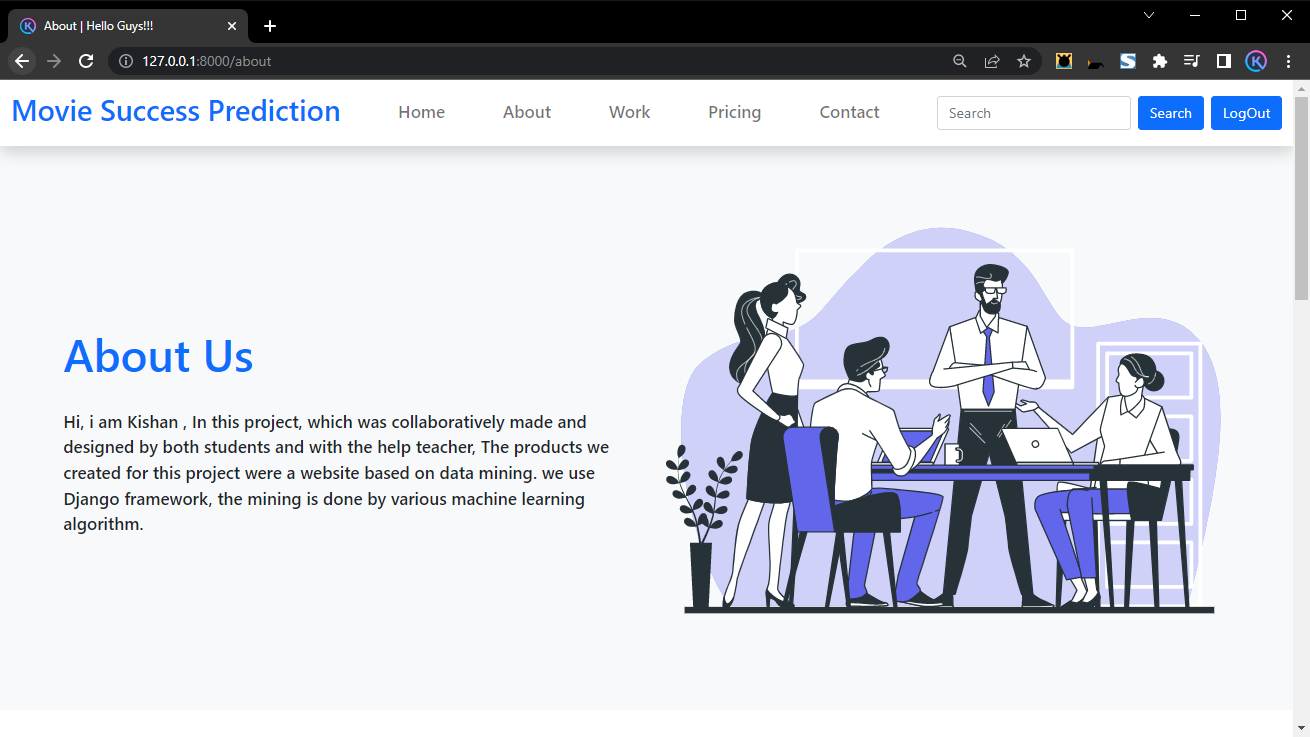 About | Hello Guys!!!
127.0.0.1:8000/about
Movie Success Prediction Home About Work Pricing Contact Search Search LogOut
About Us
Hi, i am Kishan , In this project, which was collaboratively made and
designed by both students and with the help teacher, The products we
created for this project were a website based on data mining. we use
Django framework, the mining is done by various machine learning
algorithm.